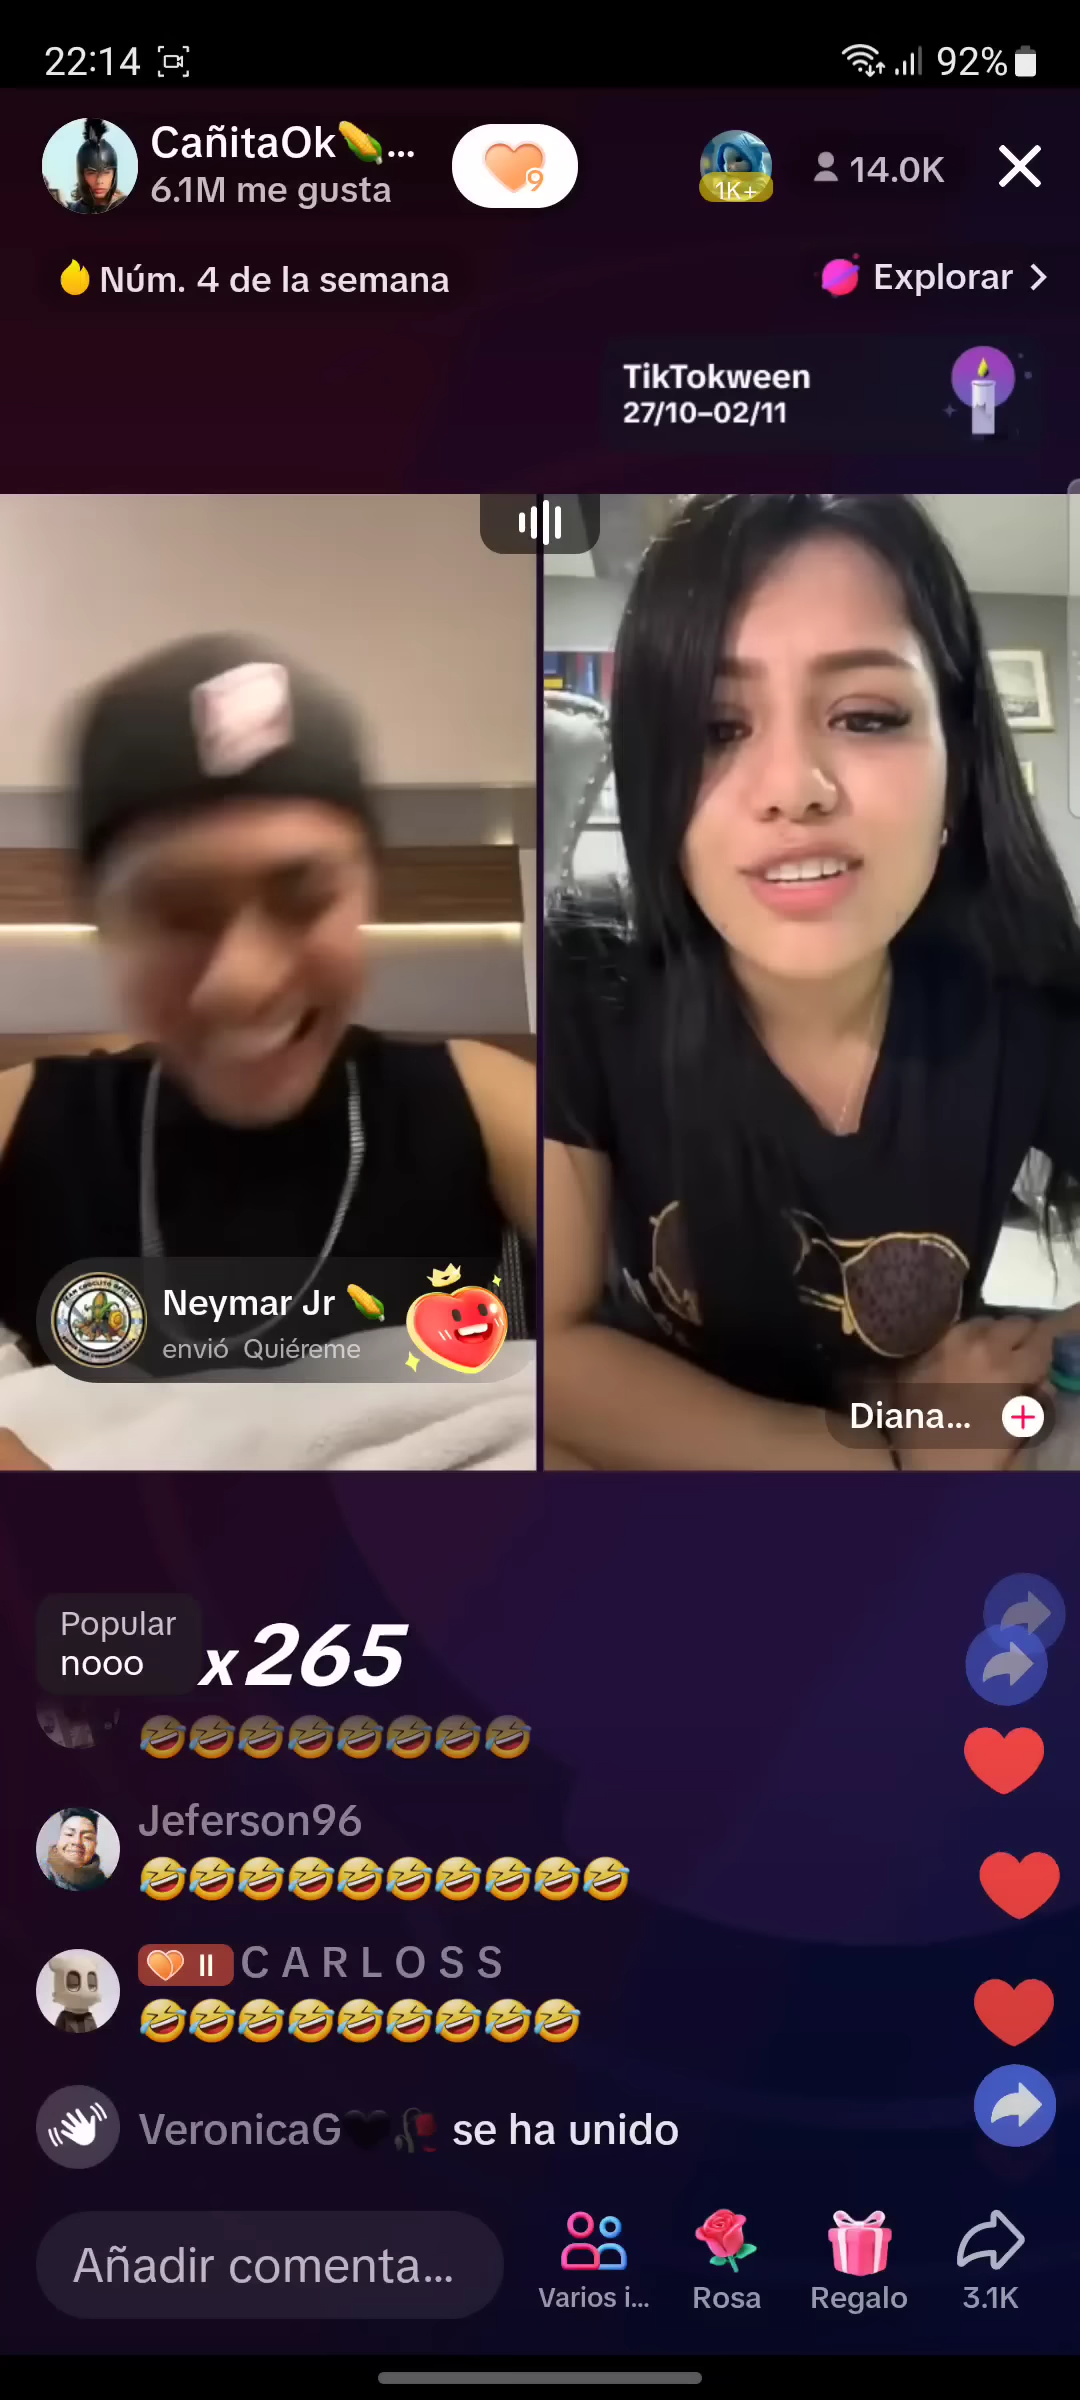 22:14
92%
CañitaOk🌽...
6.1M me gusta
9
1K+
14.0K
Núm. 4 de la semana
Explorar
TikTokween
27/10–02/11
Neymar Jr 🌽
envió Quiéreme
Diana...
Popular
nooo
x265
🤣🤣🤣🤣🤣🤣🤣🤣
Jeferson96
🤣🤣🤣🤣🤣🤣🤣🤣🤣🤣
II C A R L O S S
🤣🤣🤣🤣🤣🤣🤣🤣🤣
VeronicaG🖤🥀 se ha unido
Añadir comenta...
Varios i...
Rosa
Regalo
3.1K